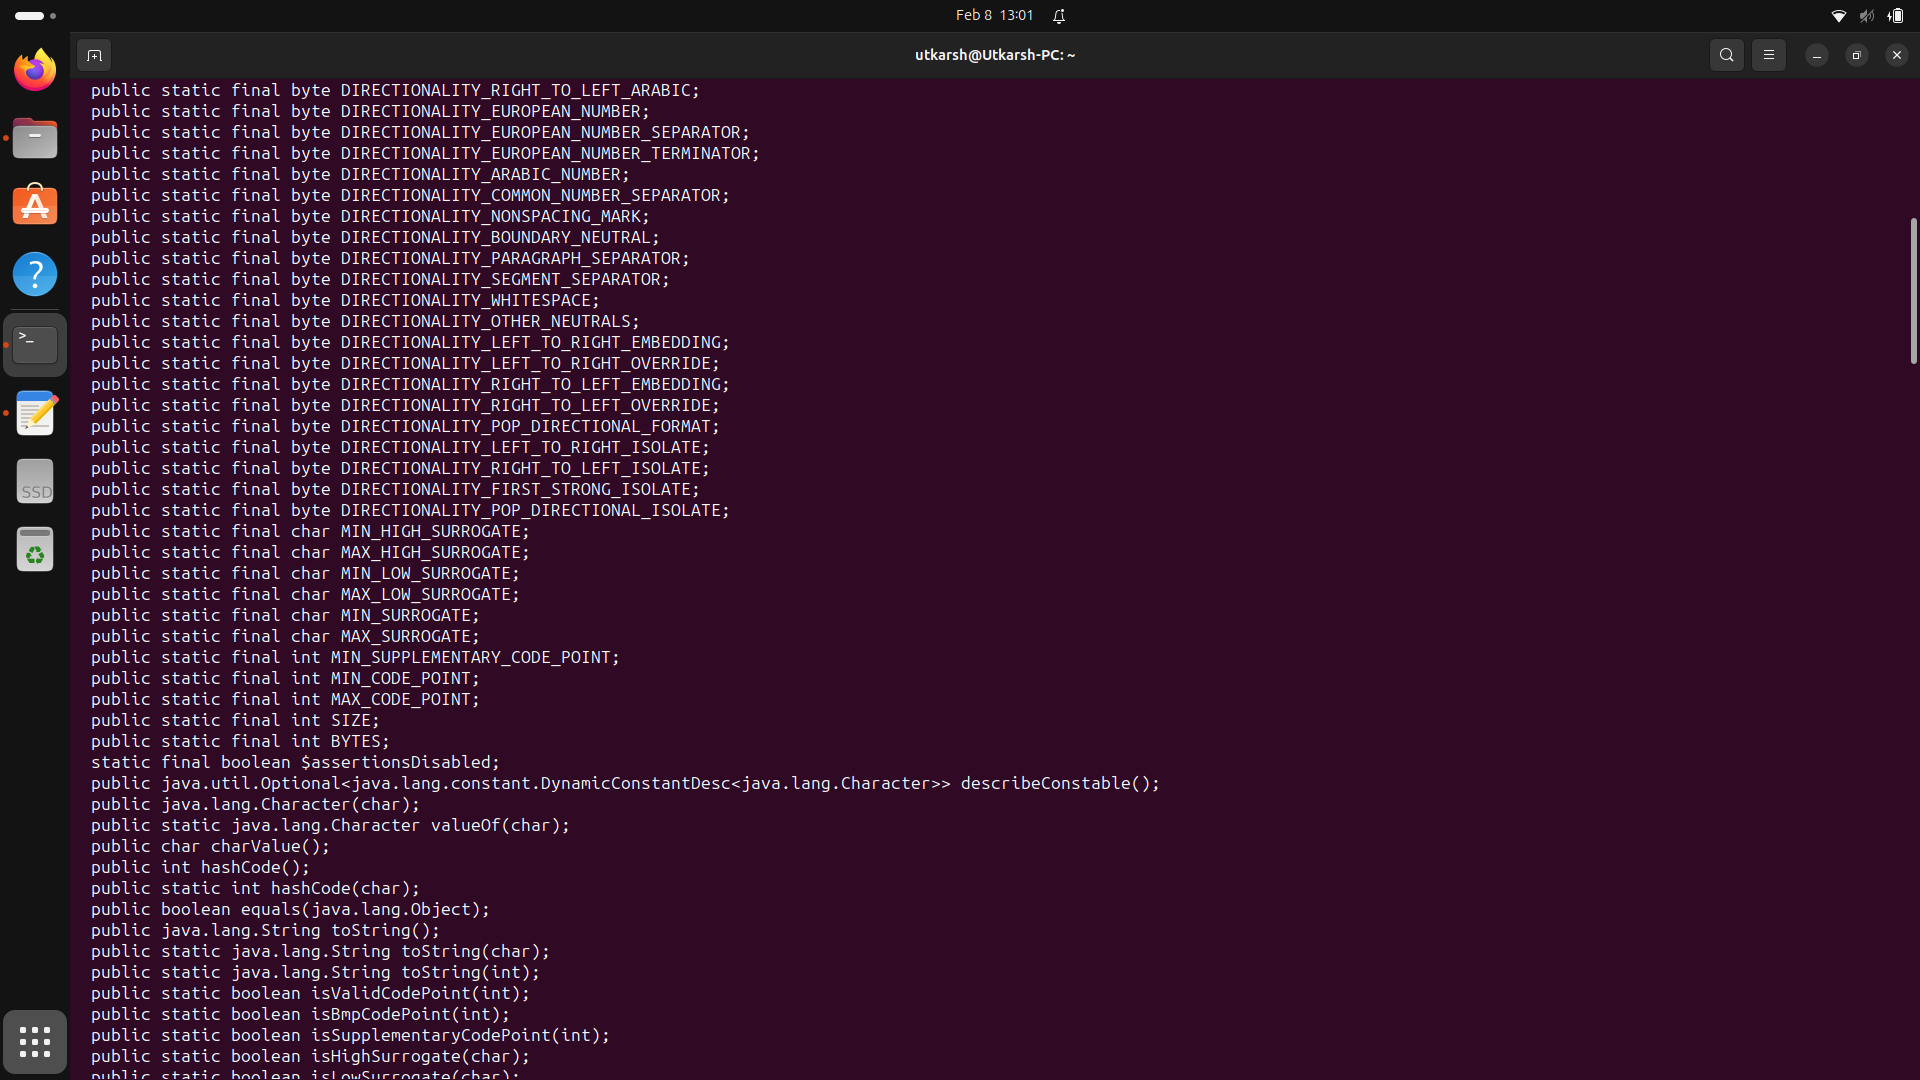 Feb 8 13:01
utkarsh@Utkarsh-PC: ~
public static final byte DIRECTIONALITY_RIGHT_TO_LEFT_ARABIC;
public static final byte DIRECTIONALITY_EUROPEAN_NUMBER;
public static final byte DIRECTIONALITY_EUROPEAN_NUMBER_SEPARATOR;
public static final byte DIRECTIONALITY_EUROPEAN_NUMBER_TERMINATOR;
public static final byte DIRECTIONALITY_ARABIC_NUMBER;
public static final byte DIRECTIONALITY_COMMON_NUMBER_SEPARATOR;
public static final byte DIRECTIONALITY_NONSPACING_MARK;
public static final byte DIRECTIONALITY_BOUNDARY_NEUTRAL;
public static final byte DIRECTIONALITY_PARAGRAPH_SEPARATOR;
public static final byte DIRECTIONALITY_SEGMENT_SEPARATOR;
public static final byte DIRECTIONALITY_WHITESPACE;
public static final byte DIRECTIONALITY_OTHER_NEUTRALS;
public static final byte DIRECTIONALITY_LEFT_TO_RIGHT_EMBEDDING;
public static final byte DIRECTIONALITY_LEFT_TO_RIGHT_OVERRIDE;
public static final byte DIRECTIONALITY_RIGHT_TO_LEFT_EMBEDDING;
public static final byte DIRECTIONALITY_RIGHT_TO_LEFT_OVERRIDE;
public static final byte DIRECTIONALITY_POP_DIRECTIONAL_FORMAT;
public static final byte DIRECTIONALITY_LEFT_TO_RIGHT_ISOLATE;
public static final byte DIRECTIONALITY_RIGHT_TO_LEFT_ISOLATE;
public static final byte DIRECTIONALITY_FIRST_STRONG_ISOLATE;
public static final byte DIRECTIONALITY_POP_DIRECTIONAL_ISOLATE;
public static final char MIN_HIGH_SURROGATE;
public static final char MAX_HIGH_SURROGATE;
public static final char MIN_LOW_SURROGATE;
public static final char MAX_LOW_SURROGATE;
public static final char MIN_SURROGATE;
public static final char MAX_SURROGATE;
public static final int MIN_SUPPLEMENTARY_CODE_POINT;
public static final int MIN_CODE_POINT;
public static final int MAX_CODE_POINT;
public static final int SIZE;
public static final int BYTES;
static final boolean $assertionsDisabled;
public java.util.Optional<java.lang.constant.DynamicConstantDesc<java.lang.Character>> describeConstable();
public java.lang.Character(char);
public static java.lang.Character valueOf(char);
public char charValue();
public int hashCode();
public static int hashCode(char);
public boolean equals(java.lang.Object);
public java.lang.String toString();
public static java.lang.String toString(char);
public static java.lang.String toString(int);
public static boolean isValidCodePoint(int);
public static boolean isBmpCodePoint(int);
public static boolean isSupplementaryCodePoint(int);
public static boolean isHighSurrogate(char);
public static boolean isLowSurrogate(char);
SSD